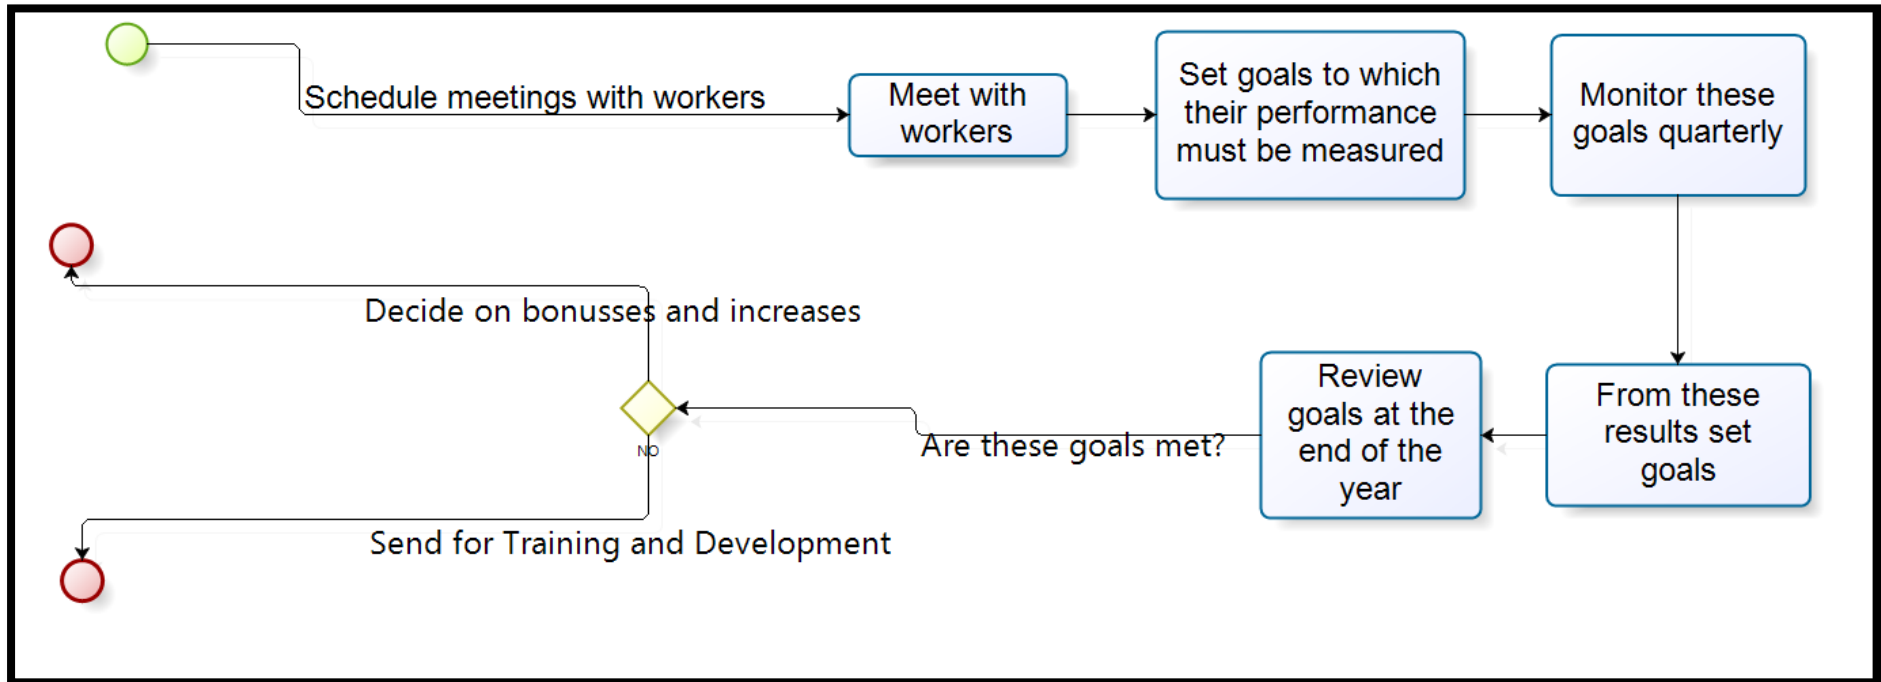 Schedule meetings with workers
Meet with
workers
Set goals to which
their performance
must be measured
Monitor these
goals quarterly
From these
results set
goals
Review
goals at the
end of the
year
Are these goals met?
Decide on bonusses and increases
NO
Send for Training and Development